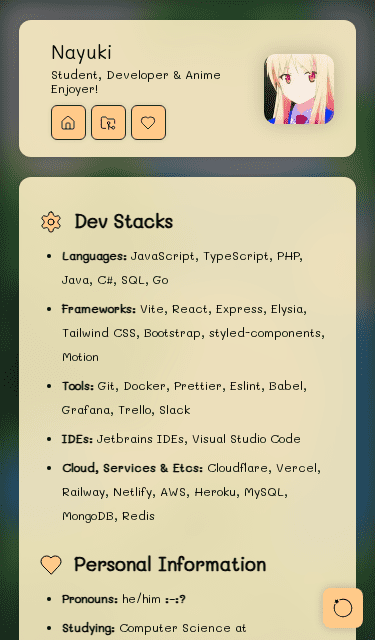 Nayuki
Student, Developer & Anime
Enjoyer!
Dev Stacks
Languages: JavaScript, TypeScript, PHP,
Java, C#, SQL, Go
Frameworks: Vite, React, Express, Elysia,
Tailwind CSS, Bootstrap, styled-components,
Motion
Tools: Git, Docker, Prettier, Eslint, Babel,
Grafana, Trello, Slack
IDEs: Jetbrains IDEs, Visual Studio Code
Cloud, Services & Etcs: Cloudflare, Vercel,
Railway, Netlify, AWS, Heroku, MySQL,
MongoDB, Redis
Personal Information
Pronouns: he/him :-:?
Studying: Computer Science at